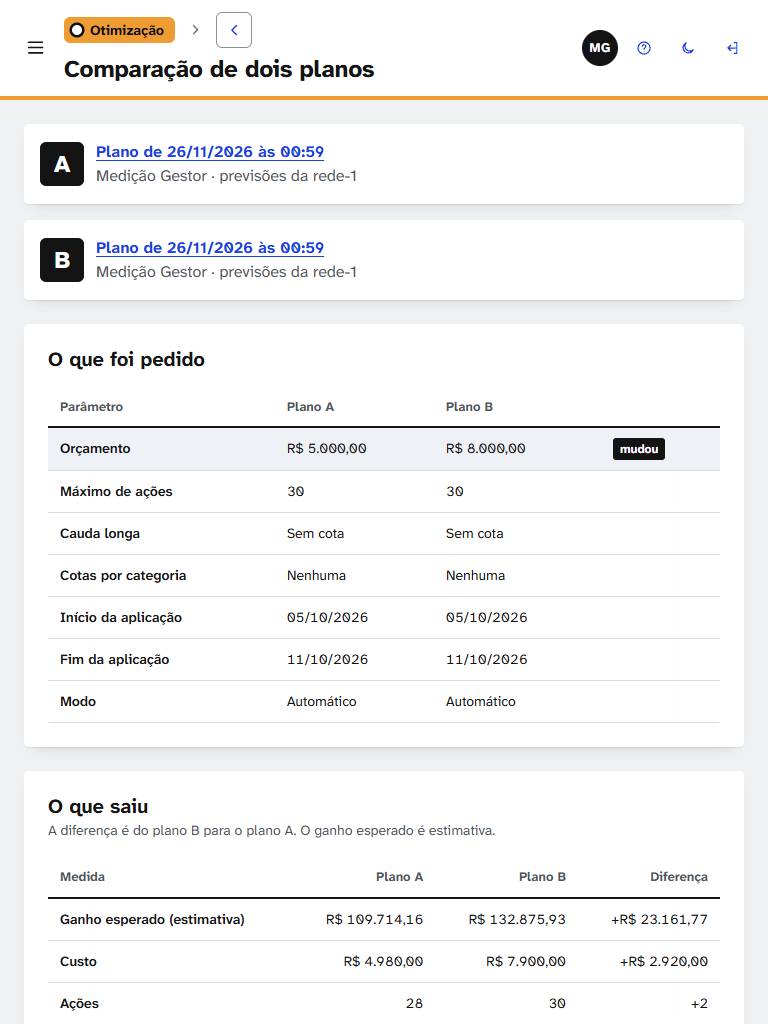 Otimização
Comparação de dois planos
MG
A
Plano de 26/11/2026 às 00:59
Medição Gestor · previsões da rede-1
B
Plano de 26/11/2026 às 00:59
Medição Gestor · previsões da rede-1
O que foi pedido
Parâmetro Plano A Plano B
Orçamento R$ 5.000,00 R$ 8.000,00 mudou
Máximo de ações 30 30
Cauda longa Sem cota Sem cota
Cotas por categoria Nenhuma Nenhuma
Início da aplicação 05/10/2026 05/10/2026
Fim da aplicação 11/10/2026 11/10/2026
Modo Automático Automático
O que saiu
A diferença é do plano B para o plano A. O ganho esperado é estimativa.
Medida Plano A Plano B Diferença
Ganho esperado (estimativa) R$ 109.714,16 R$ 132.875,93 +R$ 23.161,77
Custo R$ 4.980,00 R$ 7.900,00 +R$ 2.920,00
Ações 28 30 +2